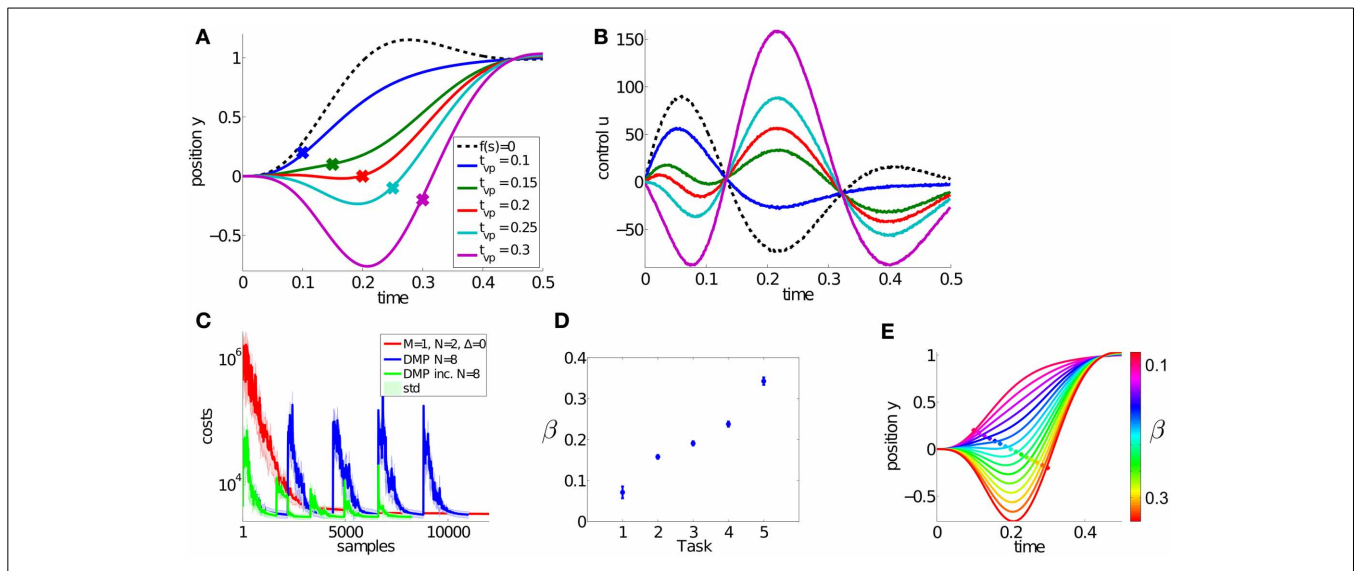 A
position y
1
0.5
0
−0.5
0
0.1
0.2
0.3
0.4
0.5
time
f(s)=0
t_vp = 0.1
t_vp = 0.15
t_vp = 0.2
t_vp = 0.25
t_vp = 0.3
B
control u
150
100
50
0
−50
0
0.1
0.2
0.3
0.4
0.5
time
C
costs
10^6
10^4
1
5000
10000
samples
M=1, N=2, Δ=0
DMP N=8
DMP inc. N=8
std
D
β
0.4
0.3
0.2
0.1
0
1 2 3 4 5
Task
E
position y
1
0.5
0
−0.5
0
0.2
0.4
time
0.1
β
0.3